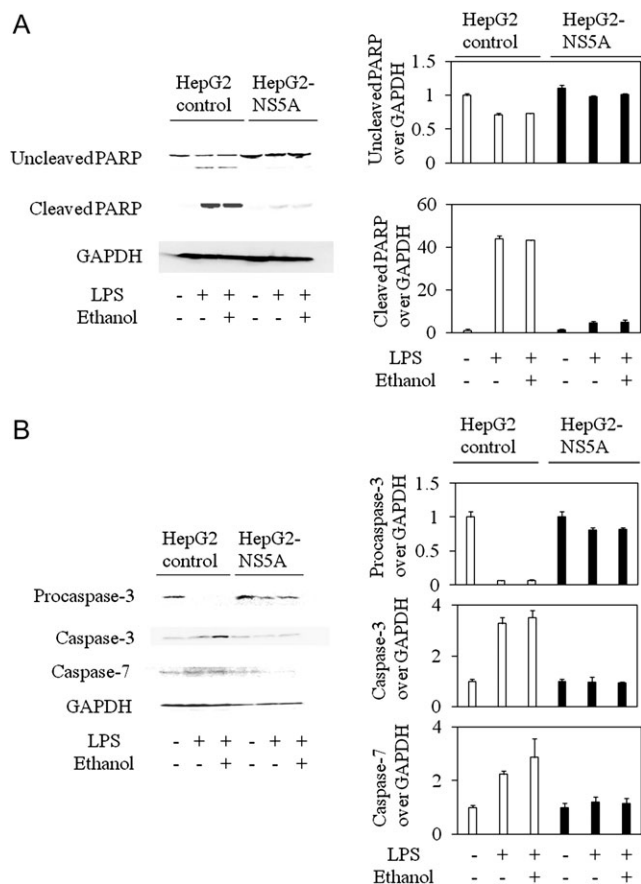 A
HepG2 control
HepG2-NS5A
Uncleaved PARP
Cleaved PARP
GAPDH
LPS - + + - + +
Ethanol + +
HepG2 control
HepG2-NS5A
Uncleaved PARP over GAPDH
1.5
1
0.5
0
Cleaved PARP over GAPDH
60
40
20
0
LPS - + + - + +
Ethanol - - + - - +
B
HepG2 control
HepG2-NS5A
Procaspase-3
Caspase-3
Caspase-7
GAPDH
LPS - + + - + +
Ethanol - - + - - +
HepG2 control
HepG2-NS5A
Procaspase-3 over GAPDH
1.5
1
0.5
0
Caspase-3 over GAPDH
4
2
0
Caspase-7 over GAPDH
4
2
0
LPS - + + - + +
Ethanol - - + - - +